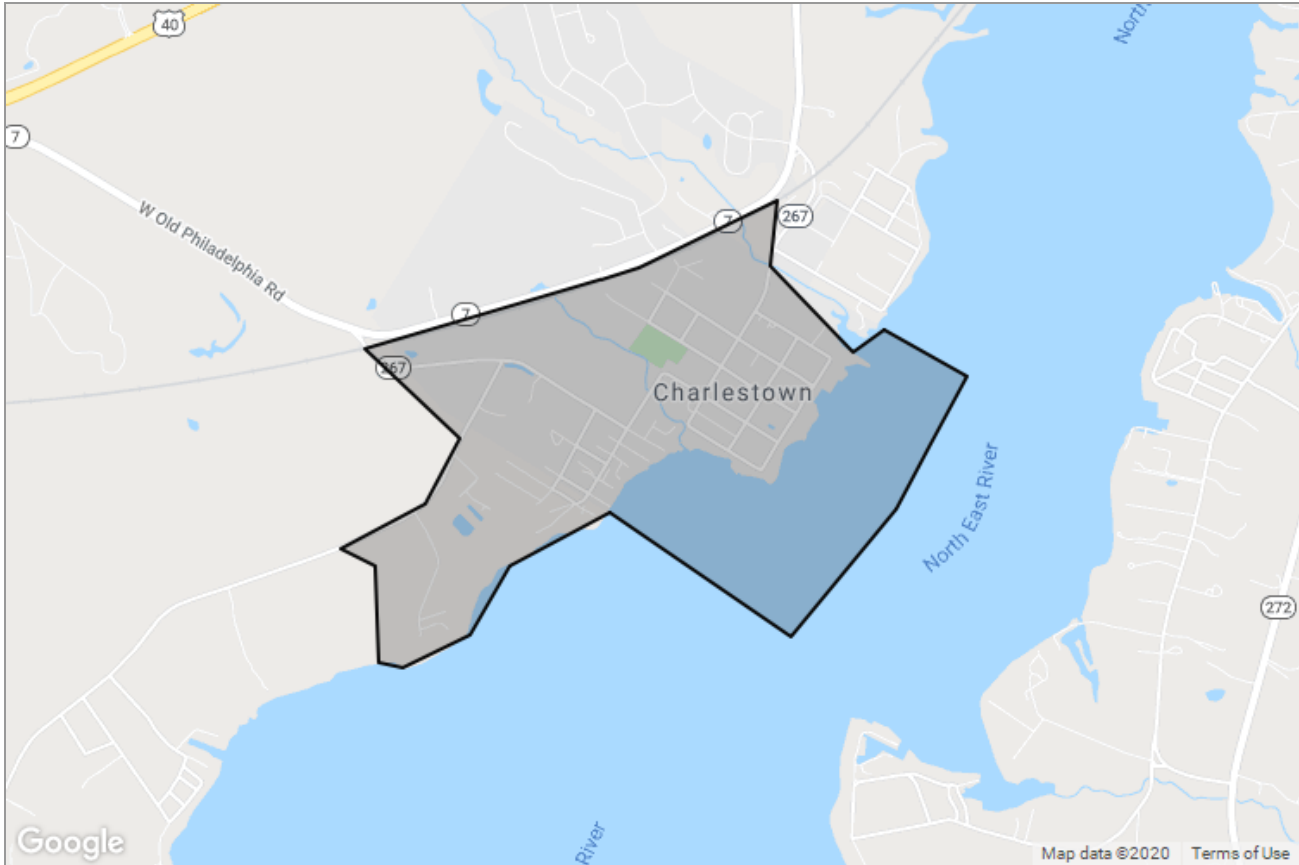 40
North
7
W Old Philadelphia Rd
7
267
7
267
Charlestown
North East River
272
River
Google
Map data ©2020
Terms of Use